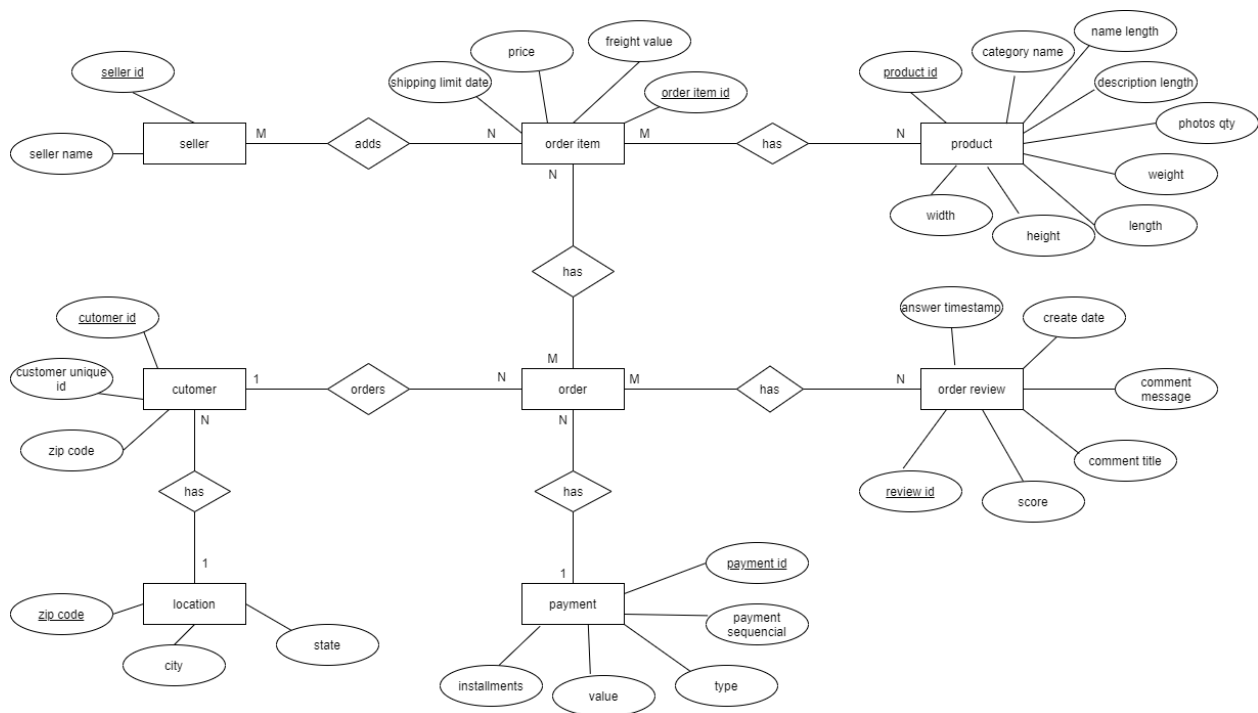 name length
freight value
category name
price
seller id
product id
shipping limit date
description length
order item id
photos qty
M
N
M
N
seller
adds
order item
has
product
seller name
N
weight
width
height
length
has
answer timestamp
create date
cutomer id
M
customer unique
id
1
N
M
N
cutomer
orders
order
has
order review
comment
message
N
N
zip code
comment title
has
has
review id
score
1
1
payment id
zip code
location
payment
payment
sequencial
state
city
installments
value
type